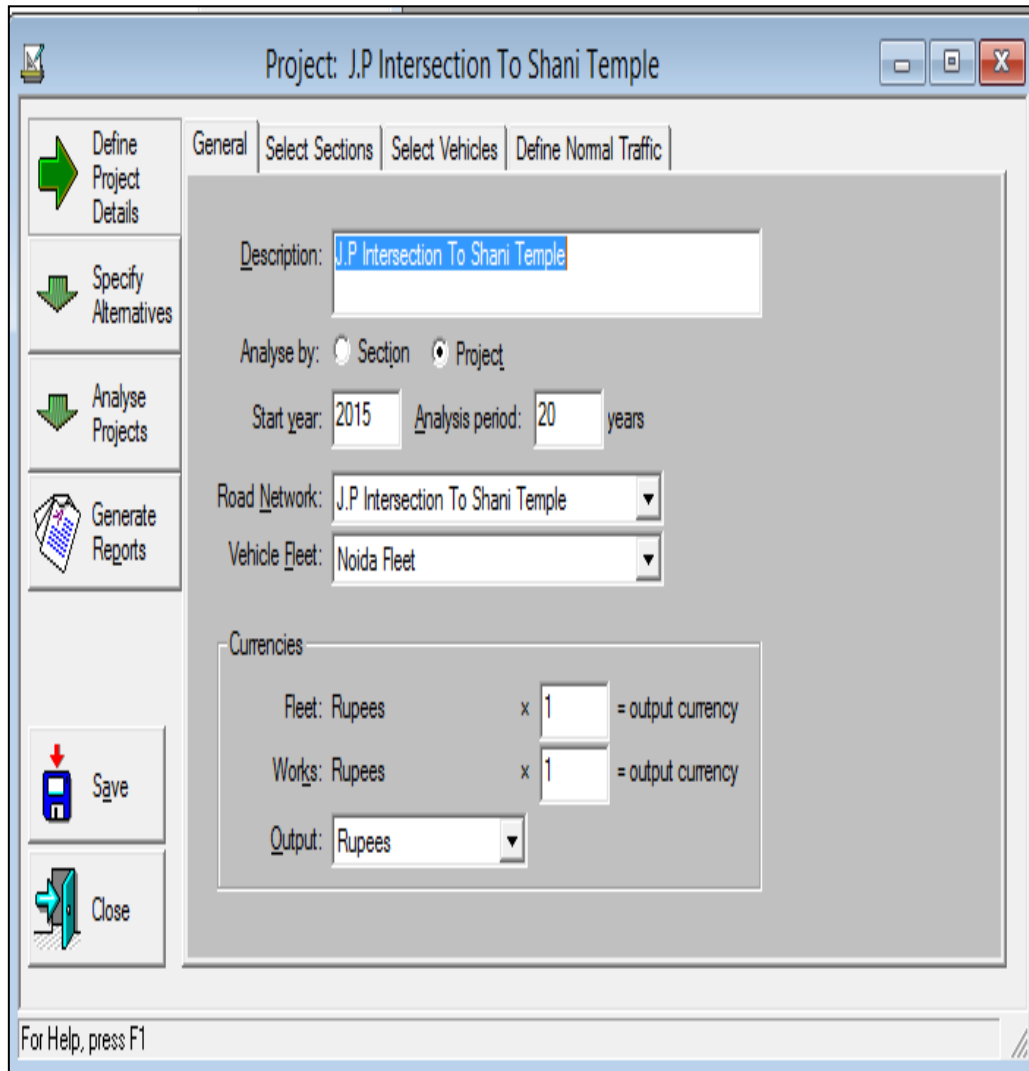 Project: J.P Intersection To Shani Temple
Define
Project
Details
Specify
Alternatives
Analyse
Projects
Generate
Reports
Save
Close
General
Select Sections
Select Vehicles
Define Normal Traffic
Description: J.P Intersection To Shani Temple
Analyse by: Section Project
Start year: 2015 Analysis period: 20 years
Road Network: J.P Intersection To Shani Temple
Vehicle Fleet: Noida Fleet
Currencies
Fleet: Rupees × 1 = output currency
Works: Rupees × 1 = output currency
Output: Rupees
For Help, press F1